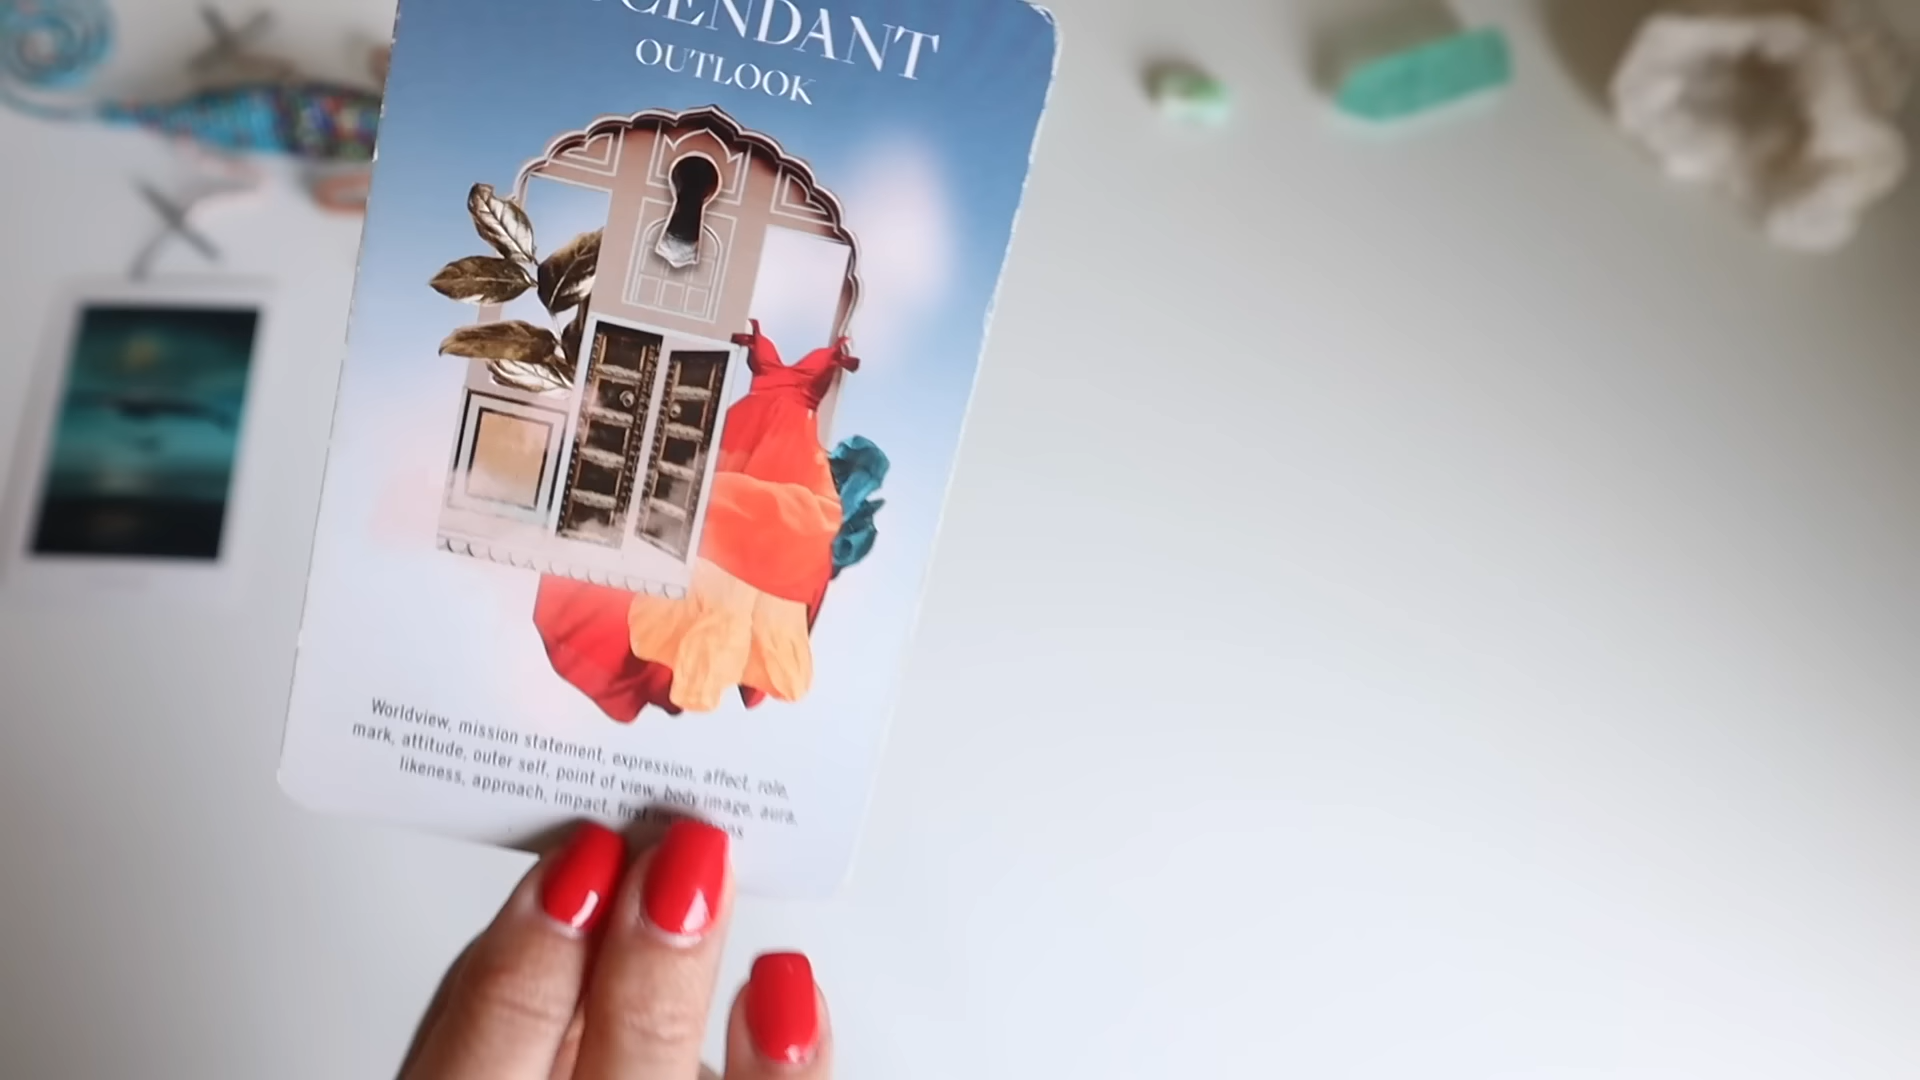 CENDANT
OUTLOOK
Worldview, mission statement, expression, affect, role,
mark, attitude, outer self, point of view, body image, aura,
likeness, approach, impact, first